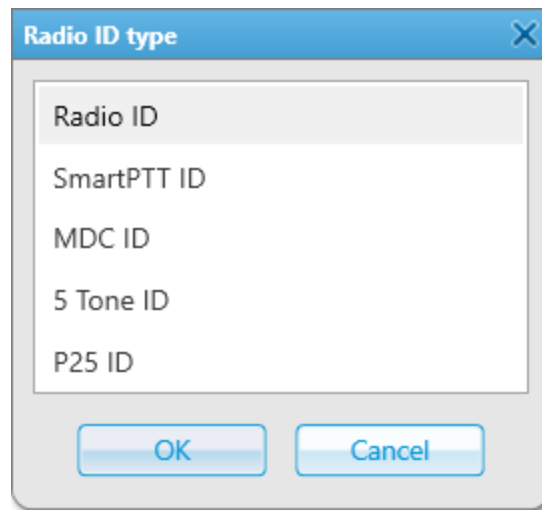 Radio ID type
Radio ID
SmartPTT ID
MDC ID
5 Tone ID
P25 ID
OK
Cancel